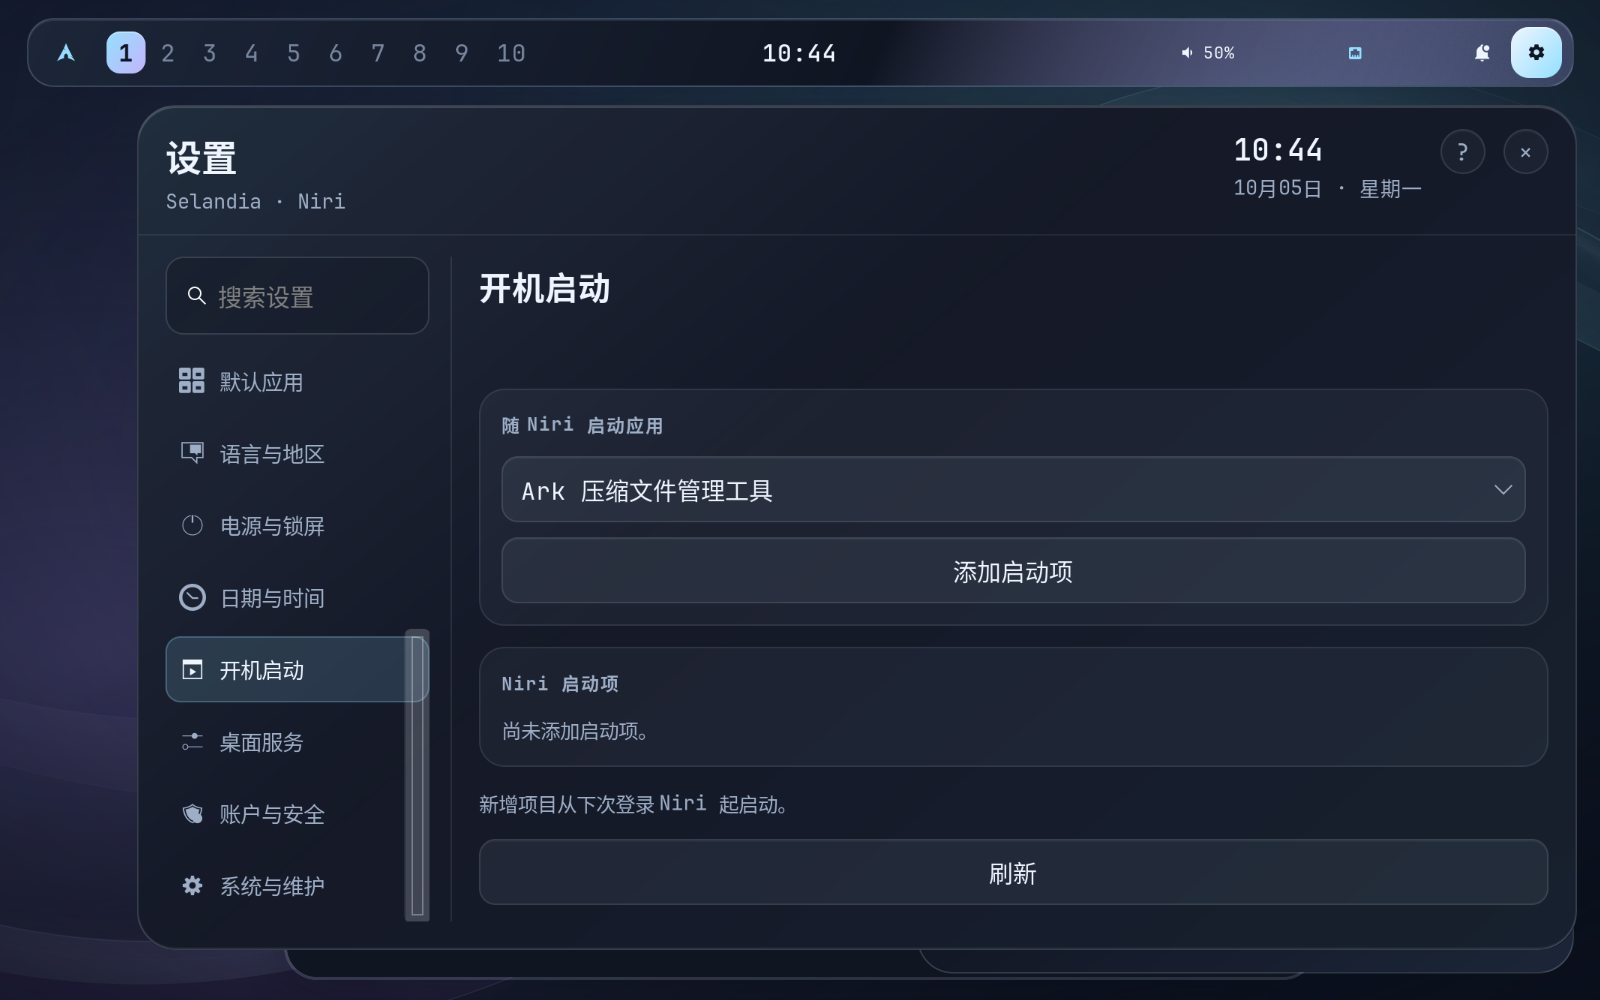 1 2 3 4 5 6 7 8 9 10
10:44
50%
设置
Selandia · Niri
10:44
10月05日 · 星期一
?
×
搜索设置
默认应用
语言与地区
电源与锁屏
日期与时间
开机启动
桌面服务
账户与安全
系统与维护
开机启动
随 Niri 启动应用
Ark 压缩文件管理工具
添加启动项
Niri 启动项
尚未添加启动项。
新增项目从下次登录 Niri 起启动。
刷新